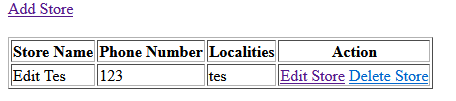 Add Store
Store Name Phone Number Localities Action
Edit Tes 123 tes Edit Store Delete Store